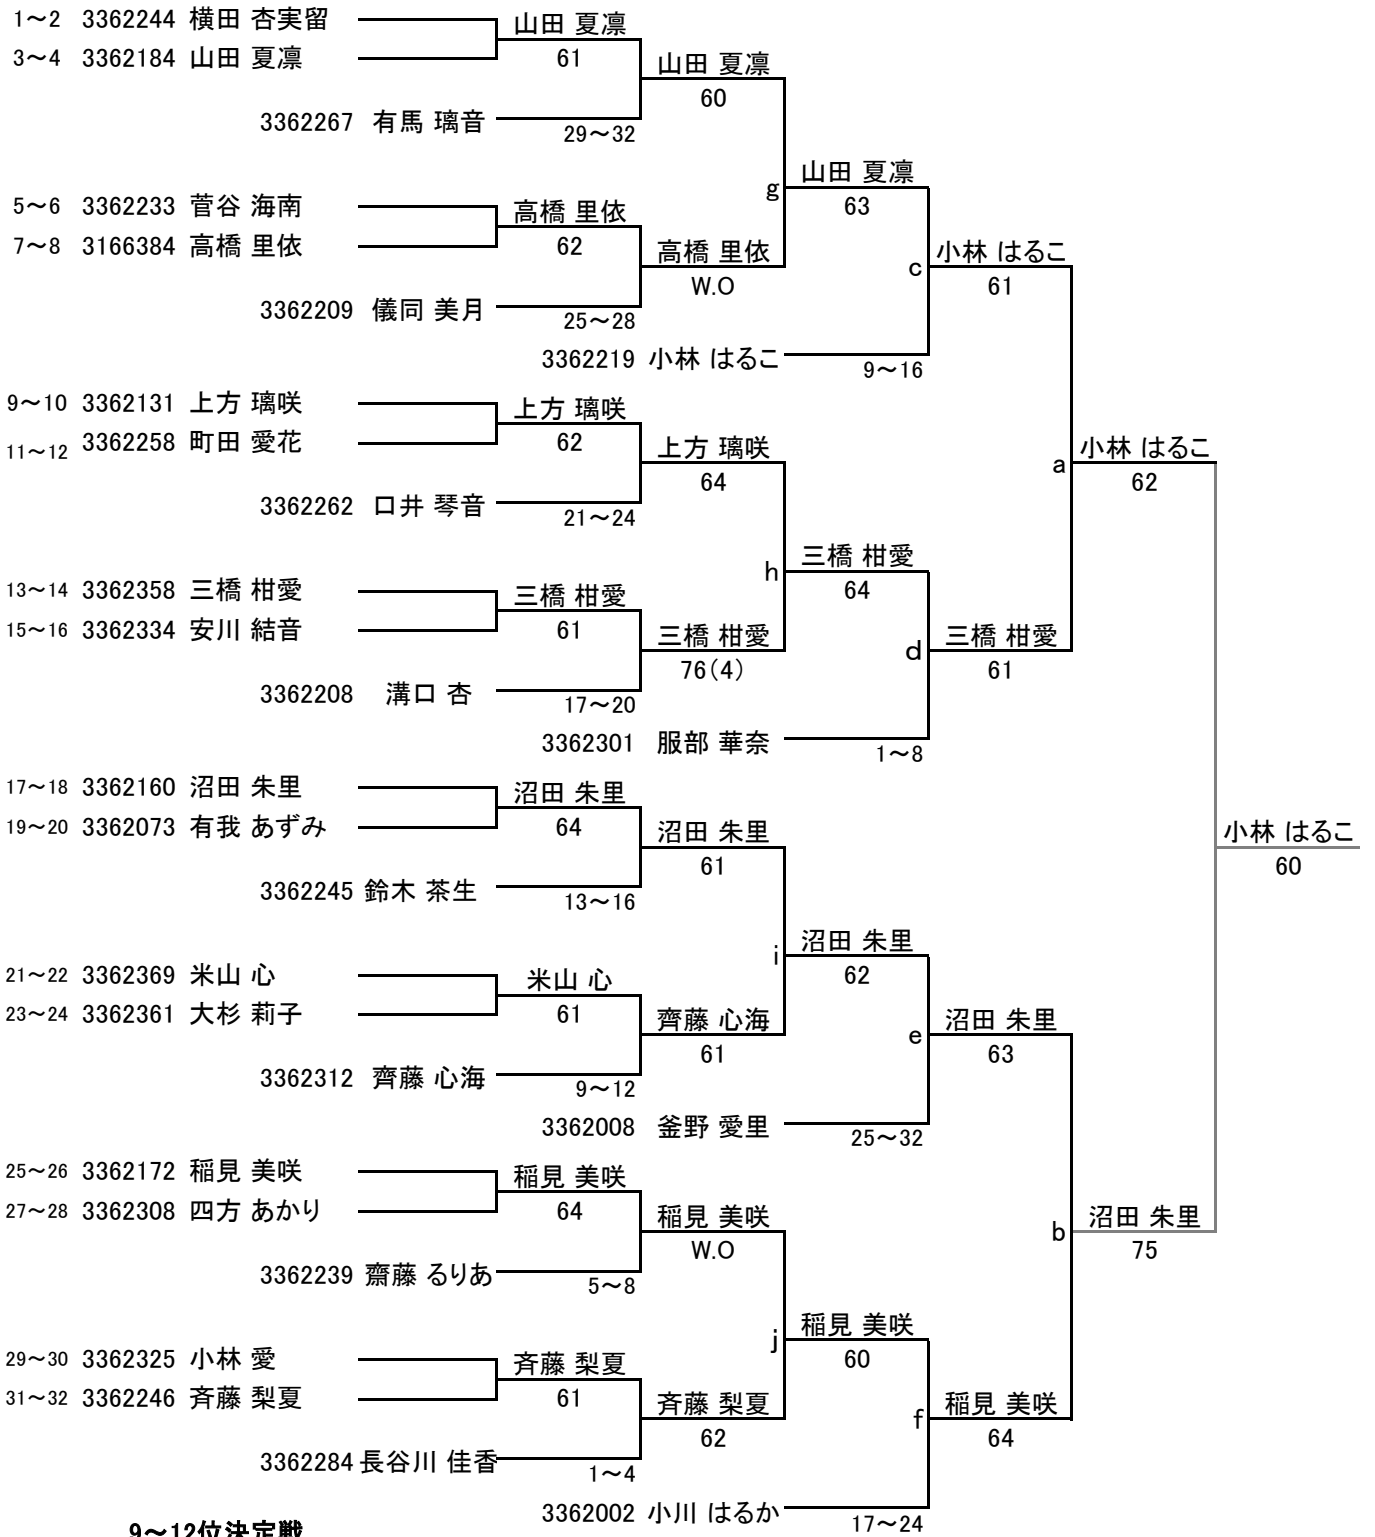 1～2 3362244 横田 杏実留
山田 夏凛
3～4 3362184 山田 夏凛
61
山田 夏凛
60
3362267 有馬 璃音
29～32
山田 夏凛
g
63
5～6 3362233 菅谷 海南
高橋 里依
7～8 3166384 高橋 里依
62
高橋 里依
W.O
小林 はるこ
c
61
3362209 儀同 美月
25～28
3362219 小林 はるこ
9～16
9～10 3362131 上方 璃咲
上方 璃咲
11～12 3362258 町田 愛花
62
上方 璃咲
64
小林 はるこ
a
62
3362262 口井 琴音
21～24
三橋 柑愛
h
64
13～14 3362358 三橋 柑愛
三橋 柑愛
15～16 3362334 安川 結音
61
三橋 柑愛
76(4)
三橋 柑愛
d
61
3362208 溝口 杏
17～20
3362301 服部 華奈
1～8
17～18 3362160 沼田 朱里
沼田 朱里
19～20 3362073 有我 あずみ
64
沼田 朱里
61
小林 はるこ
60
3362245 鈴木 茶生
13～16
沼田 朱里
i
62
21～22 3362369 米山 心
米山 心
23～24 3362361 大杉 莉子
61
齊藤 心海
61
沼田 朱里
e
63
3362312 齊藤 心海
9～12
3362008 釜野 愛里
25～32
25～26 3362172 稲見 美咲
稲見 美咲
27～28 3362308 四方 あかり
64
稲見 美咲
W.O
沼田 朱里
b
75
3362239 齋藤 るりあ
5～8
稲見 美咲
j
60
29～30 3362325 小林 愛
斉藤 梨夏
31～32 3362246 斉藤 梨夏
61
斉藤 梨夏
62
稲見 美咲
f
64
3362284 長谷川 佳香
1～4
3362002 小川 はるか
17～24
9～12位決定戦